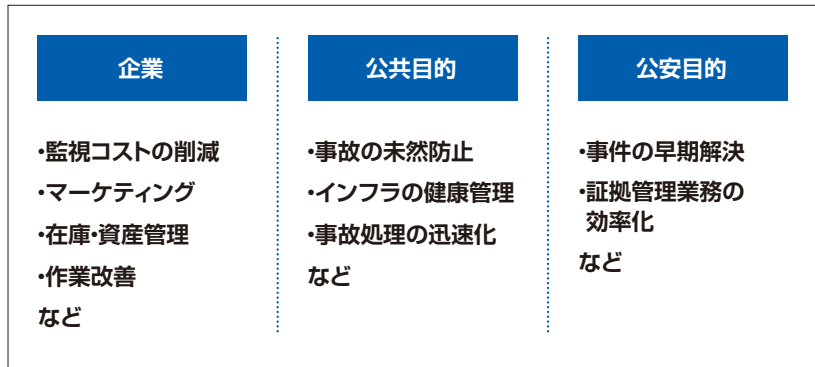 企業
・監視コストの削減
・マーケティング
・在庫・資産管理
・作業改善
など
公共目的
・事故の未然防止
・インフラの健康管理
・事故処理の迅速化
など
公安目的
・事件の早期解決
・証拠管理業務の
効率化
など